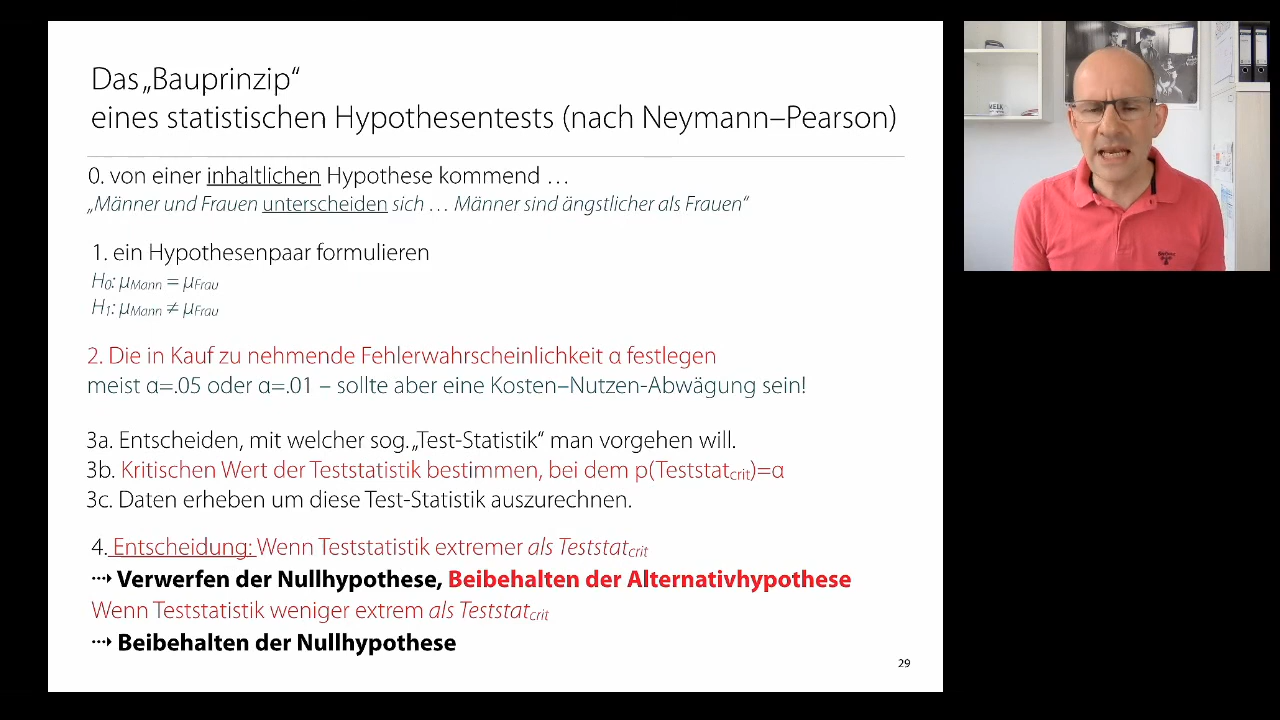 Das „Bauprinzip“
eines statistischen Hypothesentests (nach Neymann–Pearson)
0. von einer inhaltlichen Hypothese kommend …
„Männer und Frauen unterscheiden sich … Männer sind ängstlicher als Frauen“
1. ein Hypothesenpaar formulieren
H0: μMann = μFrau
H1: μMann ≠ μFrau
2. Die in Kauf zu nehmende Fehlerwahrscheinlichkeit α festlegen
meist α=.05 oder α=.01 – sollte aber eine Kosten–Nutzen-Abwägung sein!
3a. Entscheiden, mit welcher sog. „Test-Statistik“ man vorgehen will.
3b. Kritischen Wert der Teststatistik bestimmen, bei dem p(Teststatcrit)=α
3c. Daten erheben um diese Test-Statistik auszurechnen.
4. Entscheidung: Wenn Teststatistik extremer als Teststatcrit
⇢ Verwerfen der Nullhypothese, Beibehalten der Alternativhypothese
Wenn Teststatistik weniger extrem als Teststatcrit
⇢ Beibehalten der Nullhypothese
29